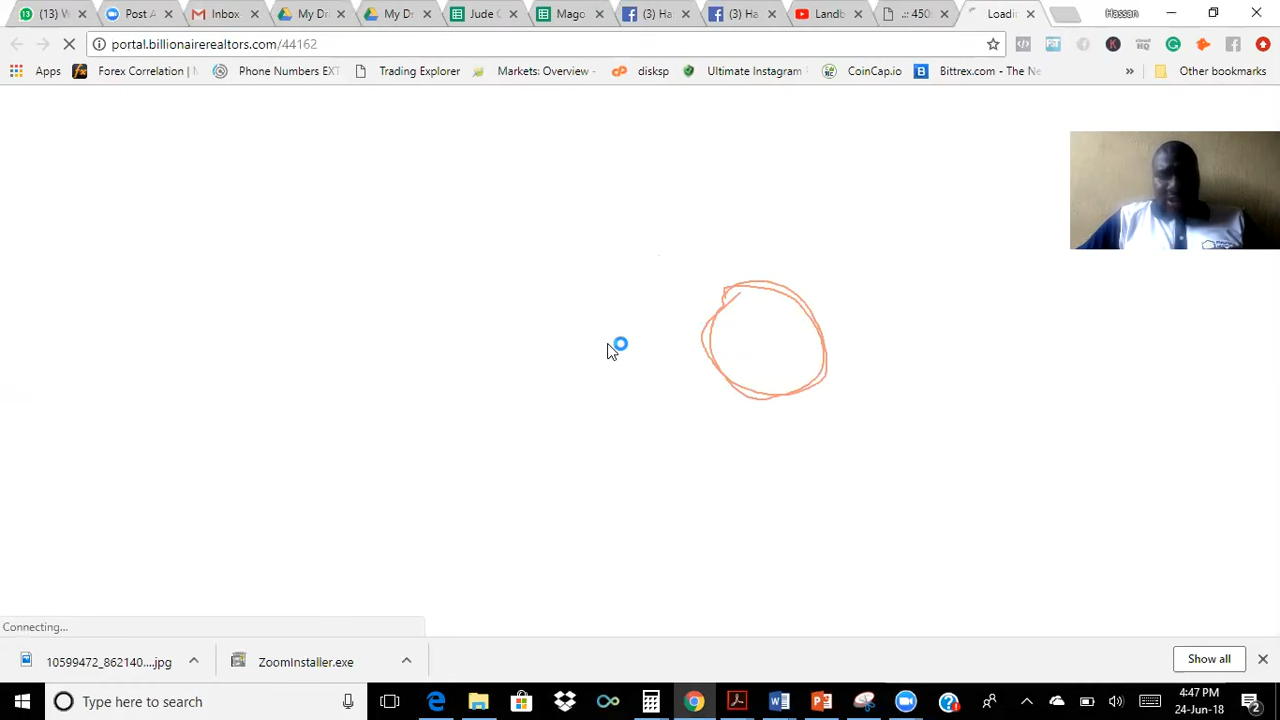 (13) W
Post A
Inbox
My Dr
My Dr
Jude C
Mago
(3) Ha
(3) Ha
Landb
.:: 450
Loadin
Hassan
portal.billionairerealtors.com/44162
Apps
Forex Correlation | M
Phone Numbers EXT
Trading Explorer
Markets: Overview -
disksp
Ultimate Instagram
CoinCap.io
Bittrex.com - The Ne
Other bookmarks
Connecting...
10599472_862140....jpg
ZoomInstaller.exe
Show all
Type here to search
4:47 PM
24-Jun-18
2